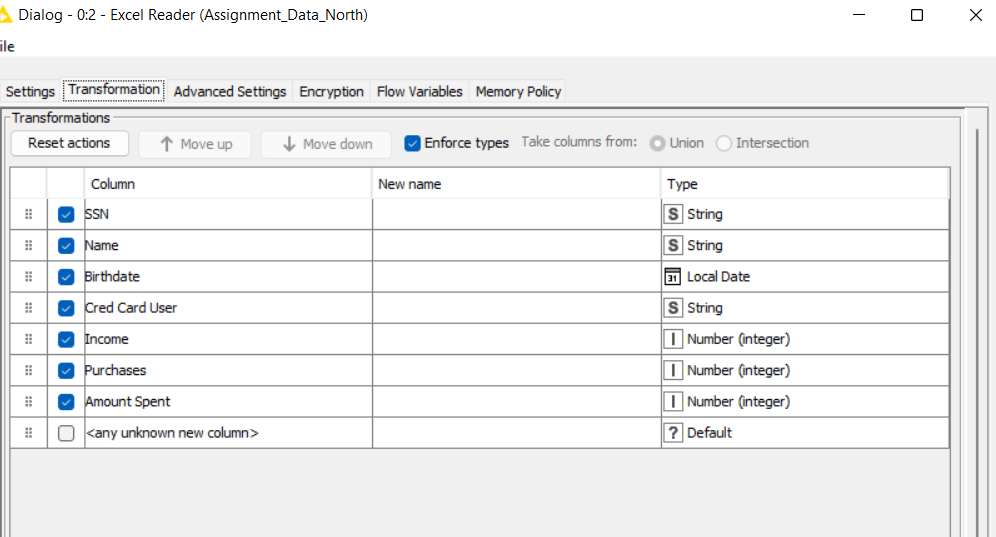 Dialog - 0:2 - Excel Reader (Assignment_Data_North)
ile
Settings Transformation Advanced Settings Encryption Flow Variables Memory Policy
Transformations
Reset actions Move up Move down Enforce types Take columns from: Union Intersection
Column New name Type
SSN S String
Name S String
Birthdate 31 Local Date
Cred Card User S String
Income I Number (integer)
Purchases I Number (integer)
Amount Spent I Number (integer)
<any unknown new column> ? Default